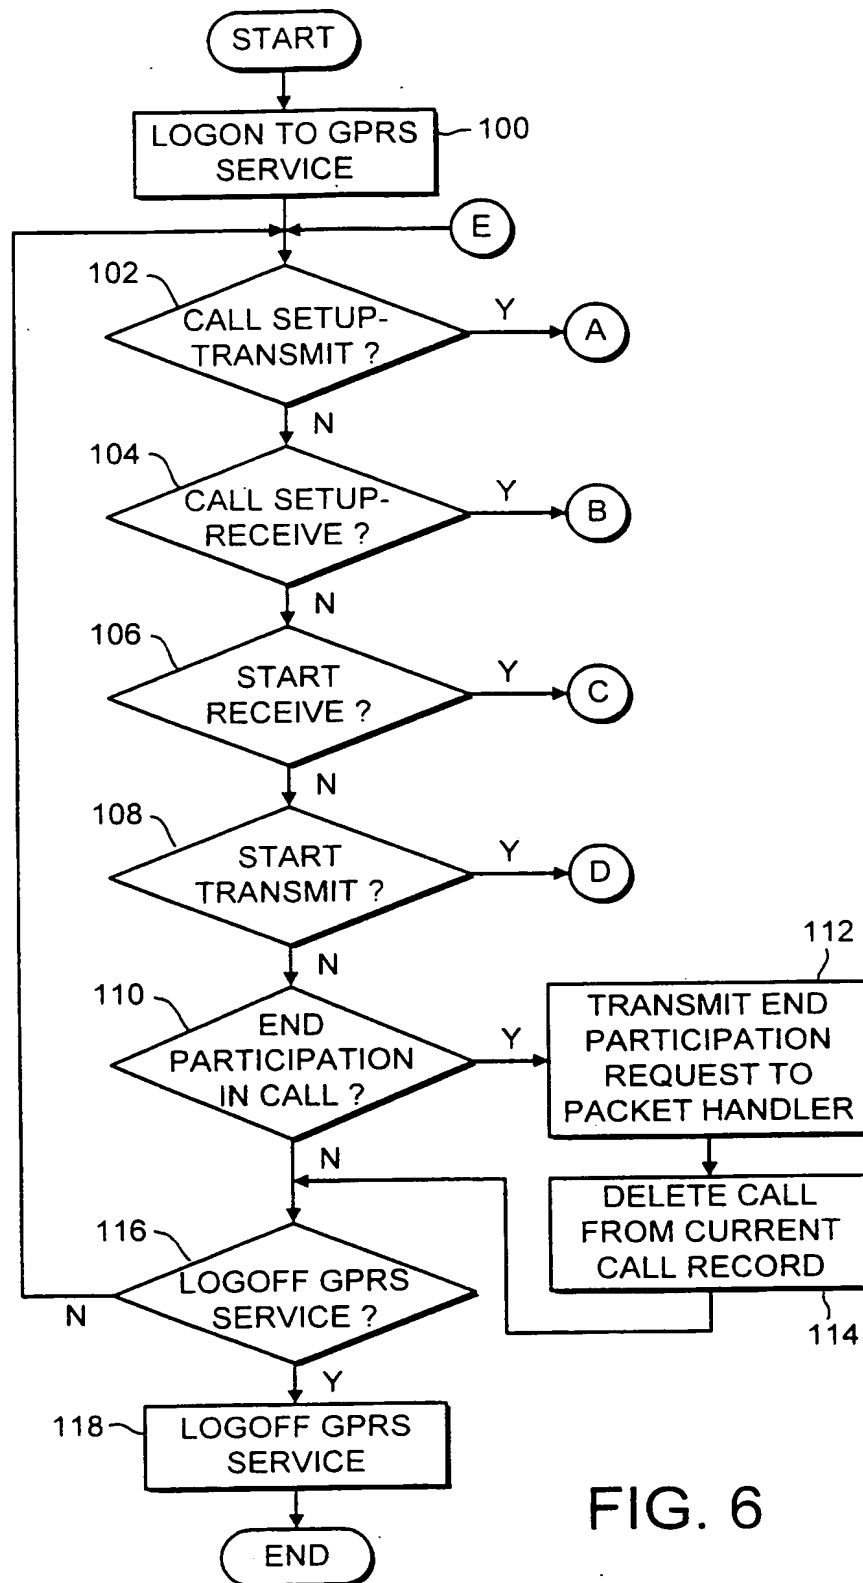 START
LOGON TO GPRS
SERVICE
100
E
102
CALL SETUP-
TRANSMIT ?
Y
A
N
104
CALL SETUP-
RECEIVE ?
Y
B
N
106
START
RECEIVE ?
Y
C
N
108
START
TRANSMIT ?
Y
D
N
110
END
PARTICIPATION
IN CALL ?
Y
112
TRANSMIT END
PARTICIPATION
REQUEST TO
PACKET HANDLER
N
DELETE CALL
FROM CURRENT
CALL RECORD
114
116
LOGOFF GPRS
SERVICE ?
N
Y
118
LOGOFF GPRS
SERVICE
END
FIG. 6